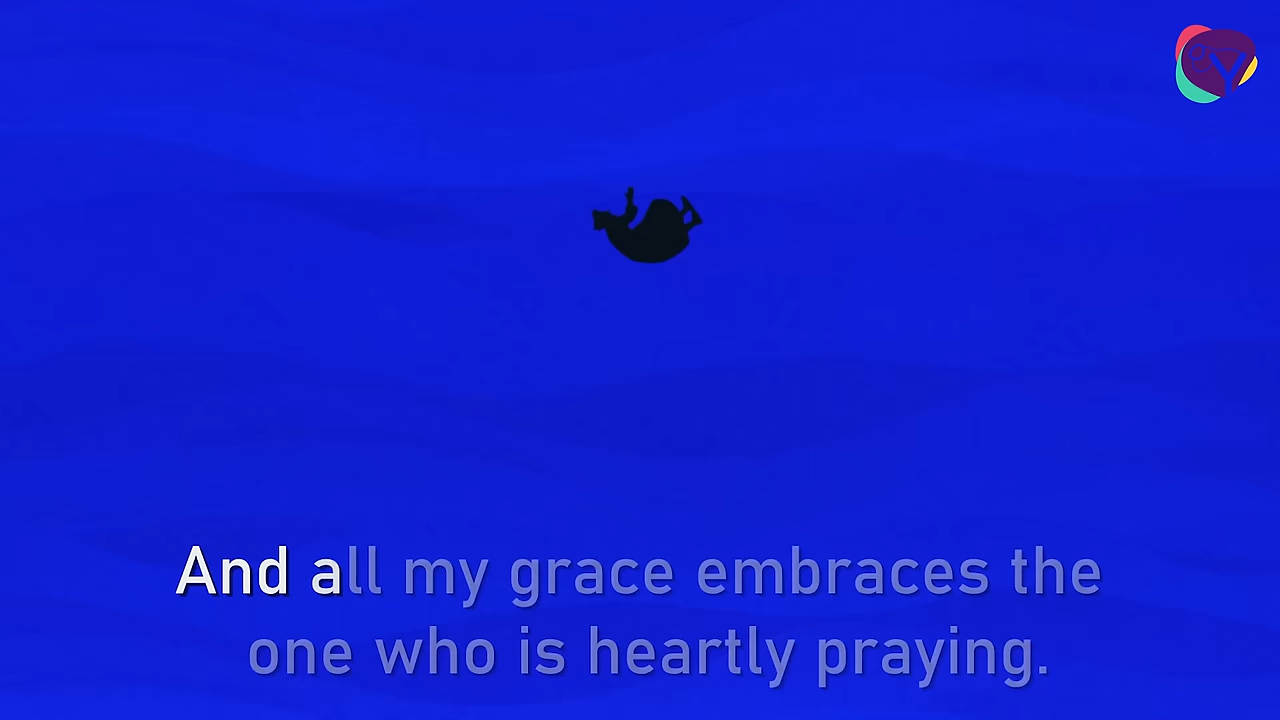 And all my grace embraces the
one who is heartly praying.